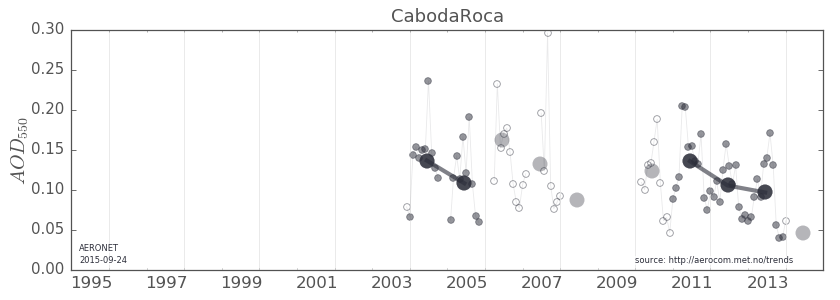 CabodaRoca
0.30
0.25
0.20
0.15
0.10
0.05
0.00
AOD550
AERONET
2015-09-24
source: http://aerocom.met.no/trends
1995 1997 1999 2001 2003 2005 2007 2009 2011 2013